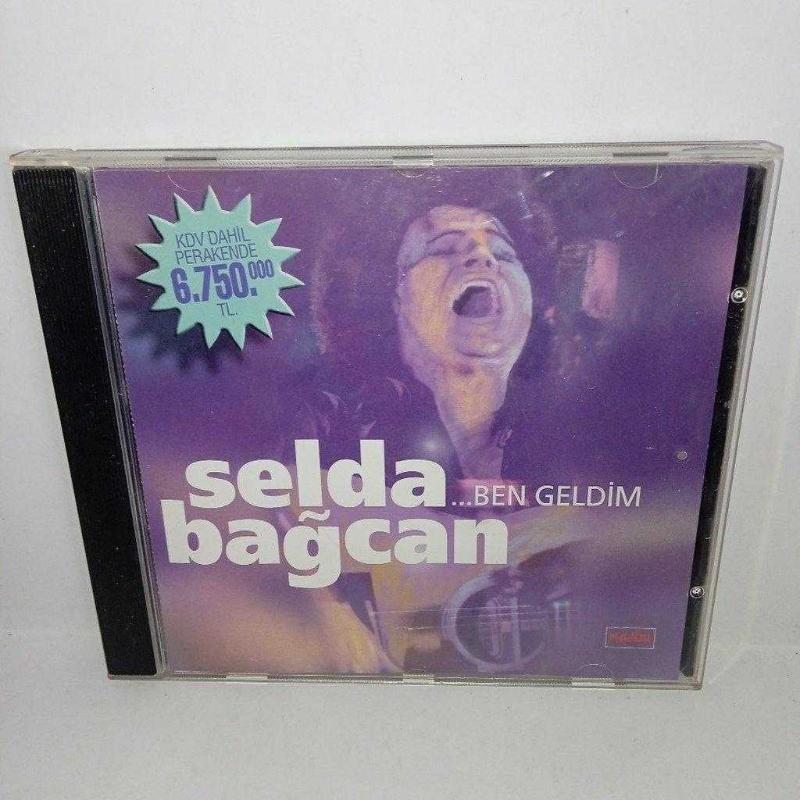 KDV DAHİL
PERAKENDE
6.750.000
TL.
selda
...BEN GELDİM
bağcan